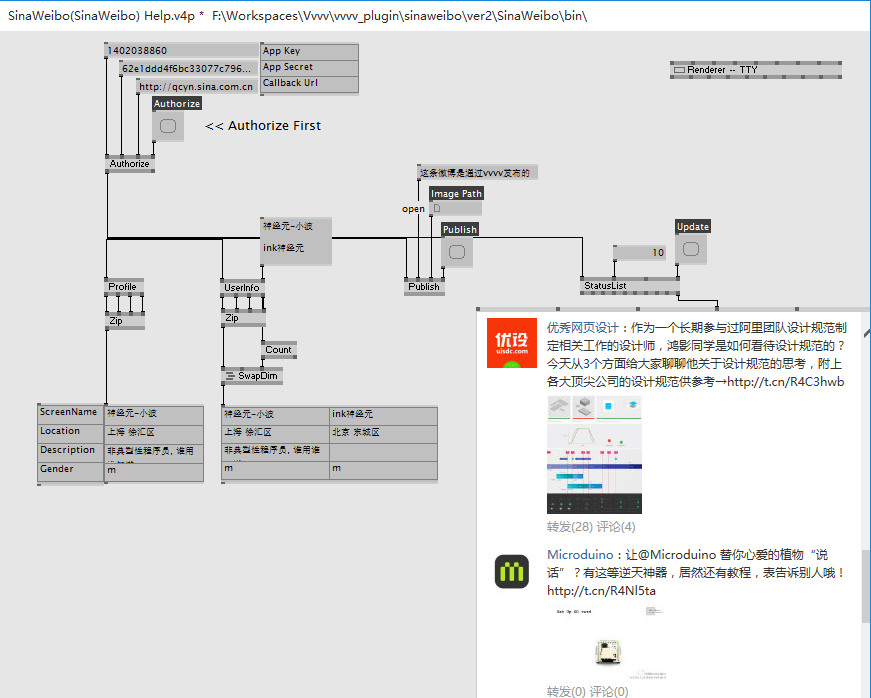 SinaWeibo(SinaWeibo) Help.v4p * F:\Workspaces\Vvvv\vvvv_plugin\sinaweibo\ver2\SinaWeibo\bin\
1402038860
App Key
62e1ddd4f6bc33077c796...
App Secret
http://qcyn.sina.com.cn
Callback Url
Renderer -- TTY
Authorize
<< Authorize First
Authorize
这条微博是通过vvvv发布的
Image Path
open
Publish
Update
神经元-小波
ink神经元
10
Profile
UserInfo
Publish
StatusList
Zip
Zip
Count
SwapDim
ScreenName
神经元-小波
Location
上海 徐汇区
Description
非典型性程序员, 谁用
Gender
m
神经元-小波
ink神经元
上海 徐汇区
北京 东城区
非典型性程序员, 谁用谁
m
m
优设
uisdc.com
优秀网页设计：作为一个长期参与过阿里团队设计规范制
定相关工作的设计师，鸿影同学是如何看待设计规范的？
今天从3个方面给大家聊聊他关于设计规范的思考，附上
各大顶尖公司的设计规范供参考→http://t.cn/R4C3hwb
转发(28) 评论(4)
Microduino：让@Microduino 替你心爱的植物“说
话”？有这等逆天神器，居然还有教程，表告诉别人哦！
http://t.cn/R4Nl5ta
转发(0) 评论(0)